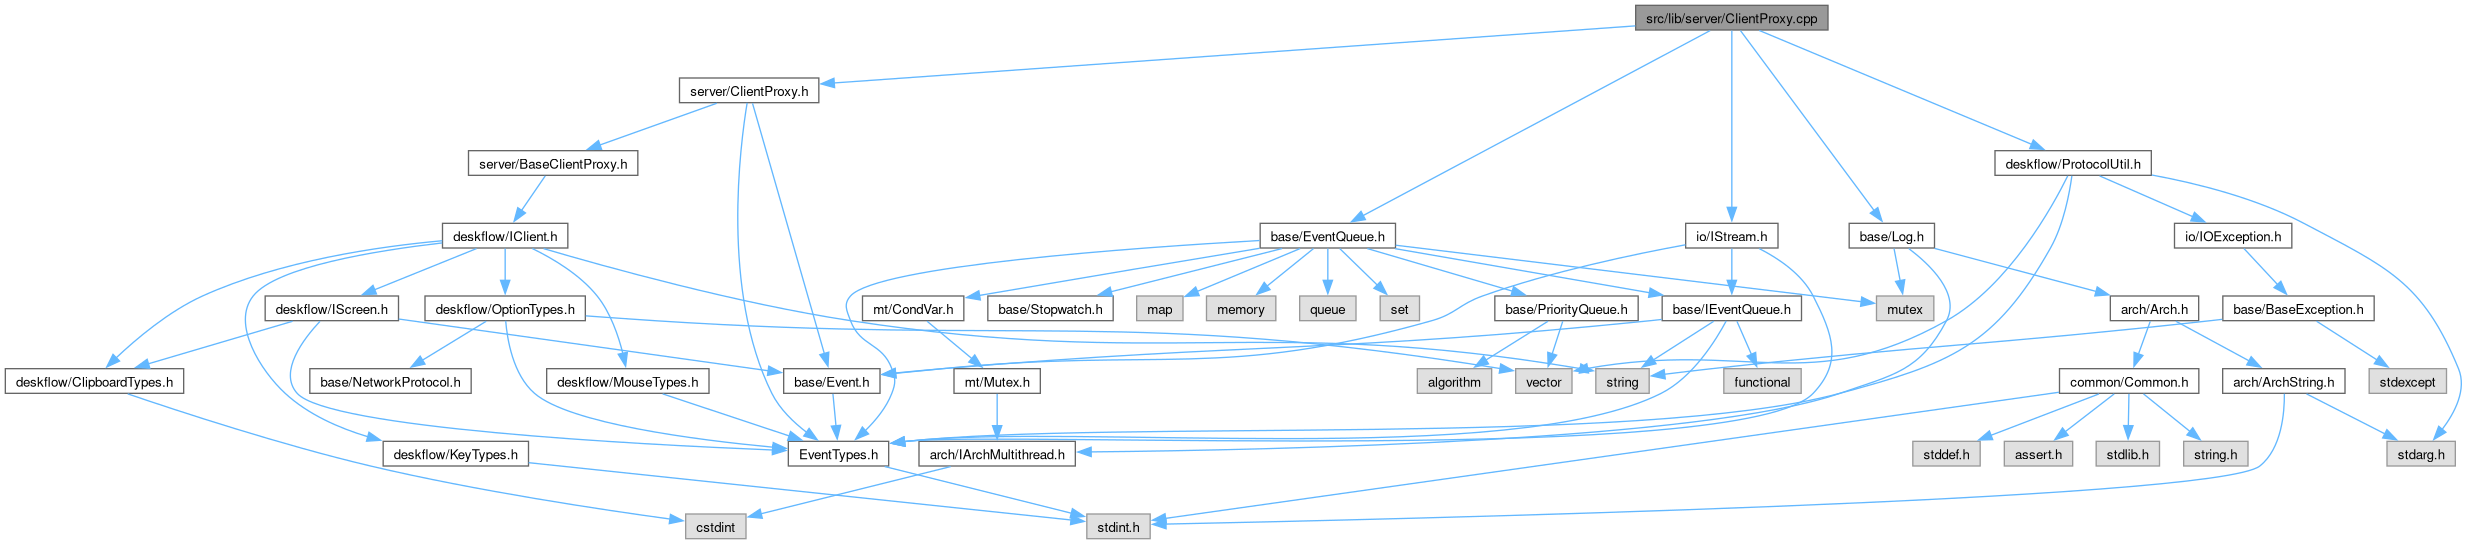 src/lib/server/ClientProxy.cpp
server/ClientProxy.h
server/BaseClientProxy.h
deskflow/ProtocolUtil.h
deskflow/IClient.h
base/EventQueue.h
io/IStream.h
base/Log.h
io/IOException.h
deskflow/IScreen.h
deskflow/OptionTypes.h
mt/CondVar.h
base/Stopwatch.h
map
memory
queue
set
base/PriorityQueue.h
base/IEventQueue.h
mutex
arch/Arch.h
base/BaseException.h
deskflow/ClipboardTypes.h
base/NetworkProtocol.h
deskflow/MouseTypes.h
base/Event.h
mt/Mutex.h
algorithm
vector
string
functional
common/Common.h
arch/ArchString.h
stdexcept
deskflow/KeyTypes.h
EventTypes.h
arch/IArchMultithread.h
stddef.h
assert.h
stdlib.h
string.h
stdarg.h
cstdint
stdint.h